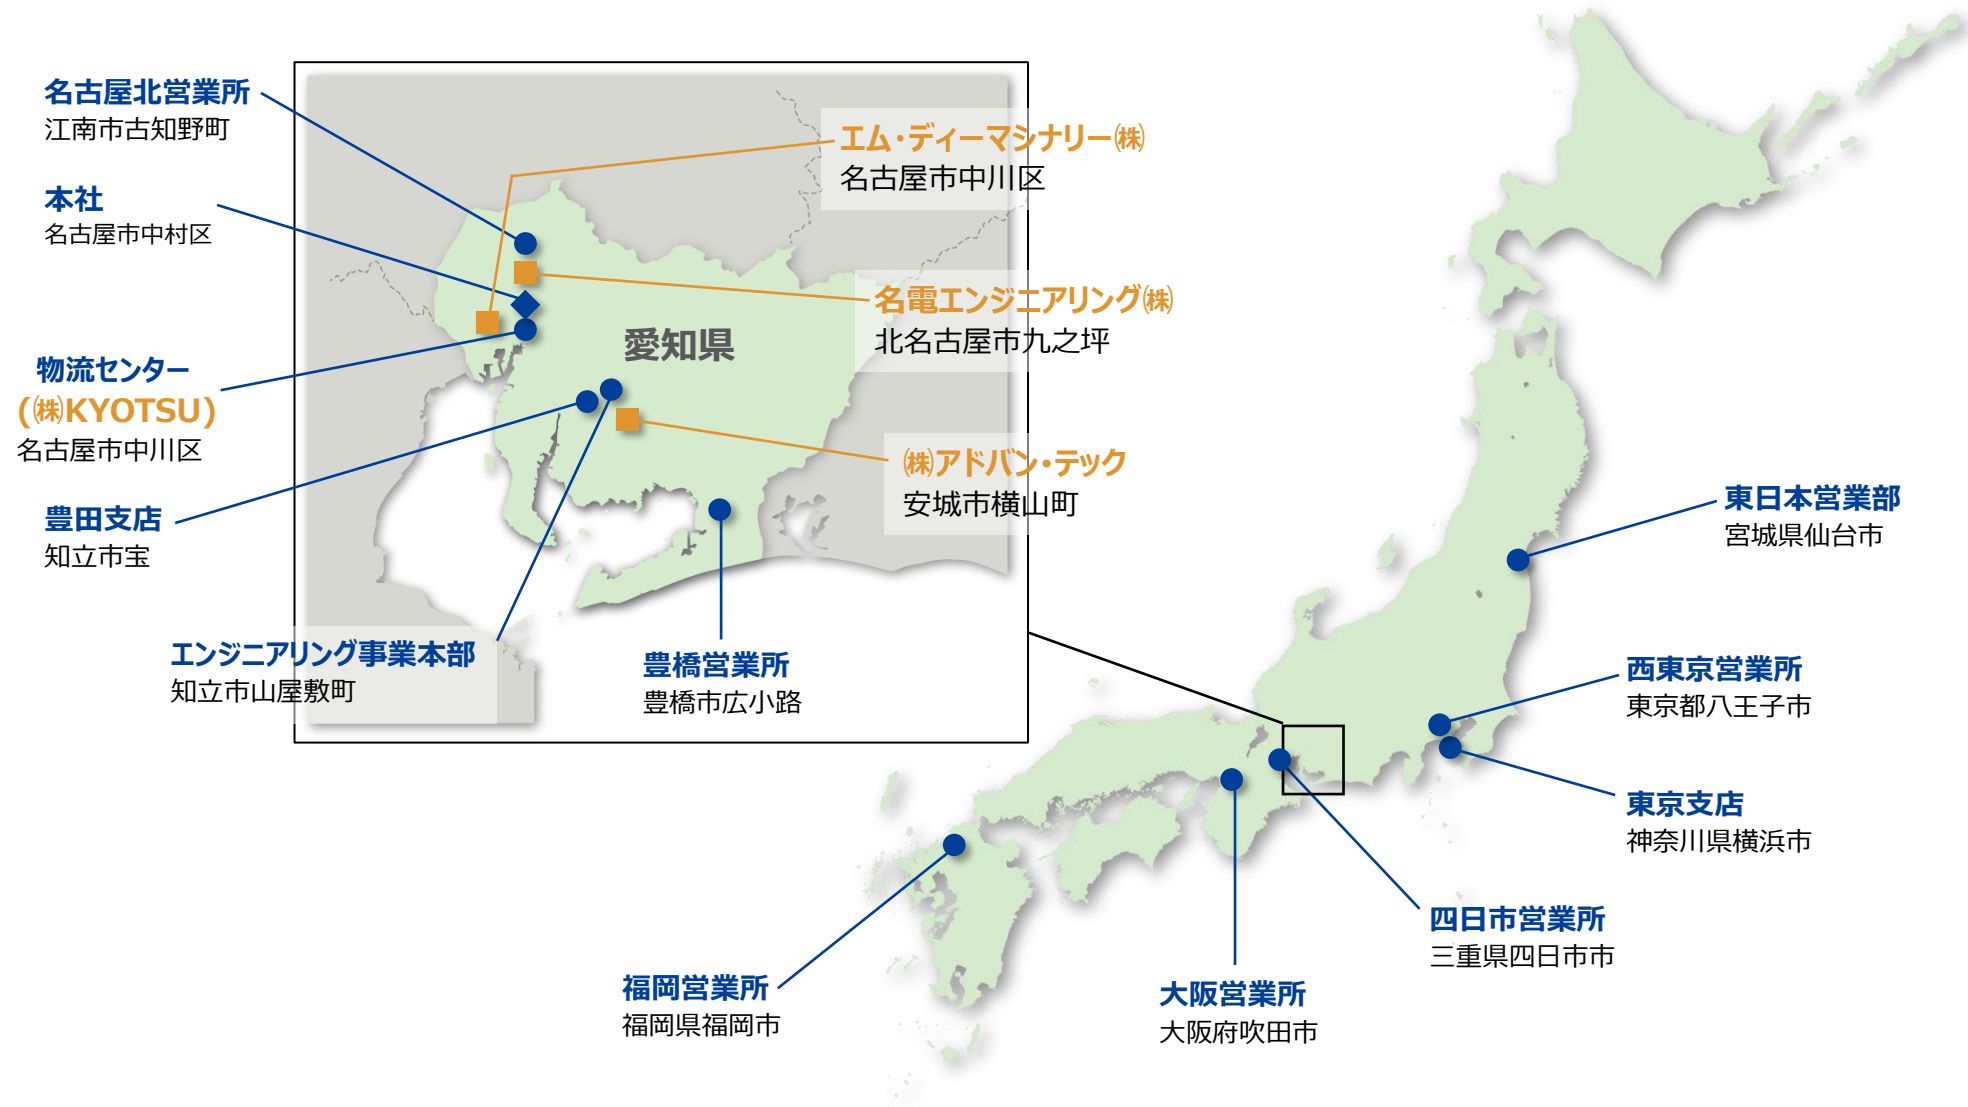 名古屋北営業所
江南市古知野町
本社
名古屋市中村区
物流センター
(㈱KYOTSU)
名古屋市中川区
豊田支店
知立市宝
エンジニアリング事業本部
知立市山屋敷町
豊橋営業所
豊橋市広小路
愛知県
エム・ディーマシナリー㈱
名古屋市中川区
名電エンジニアリング㈱
北名古屋市九之坪
㈱アドバン・テック
安城市横山町
東日本営業部
宮城県仙台市
西東京営業所
東京都八王子市
東京支店
神奈川県横浜市
四日市営業所
三重県四日市市
大阪営業所
大阪府吹田市
福岡営業所
福岡県福岡市